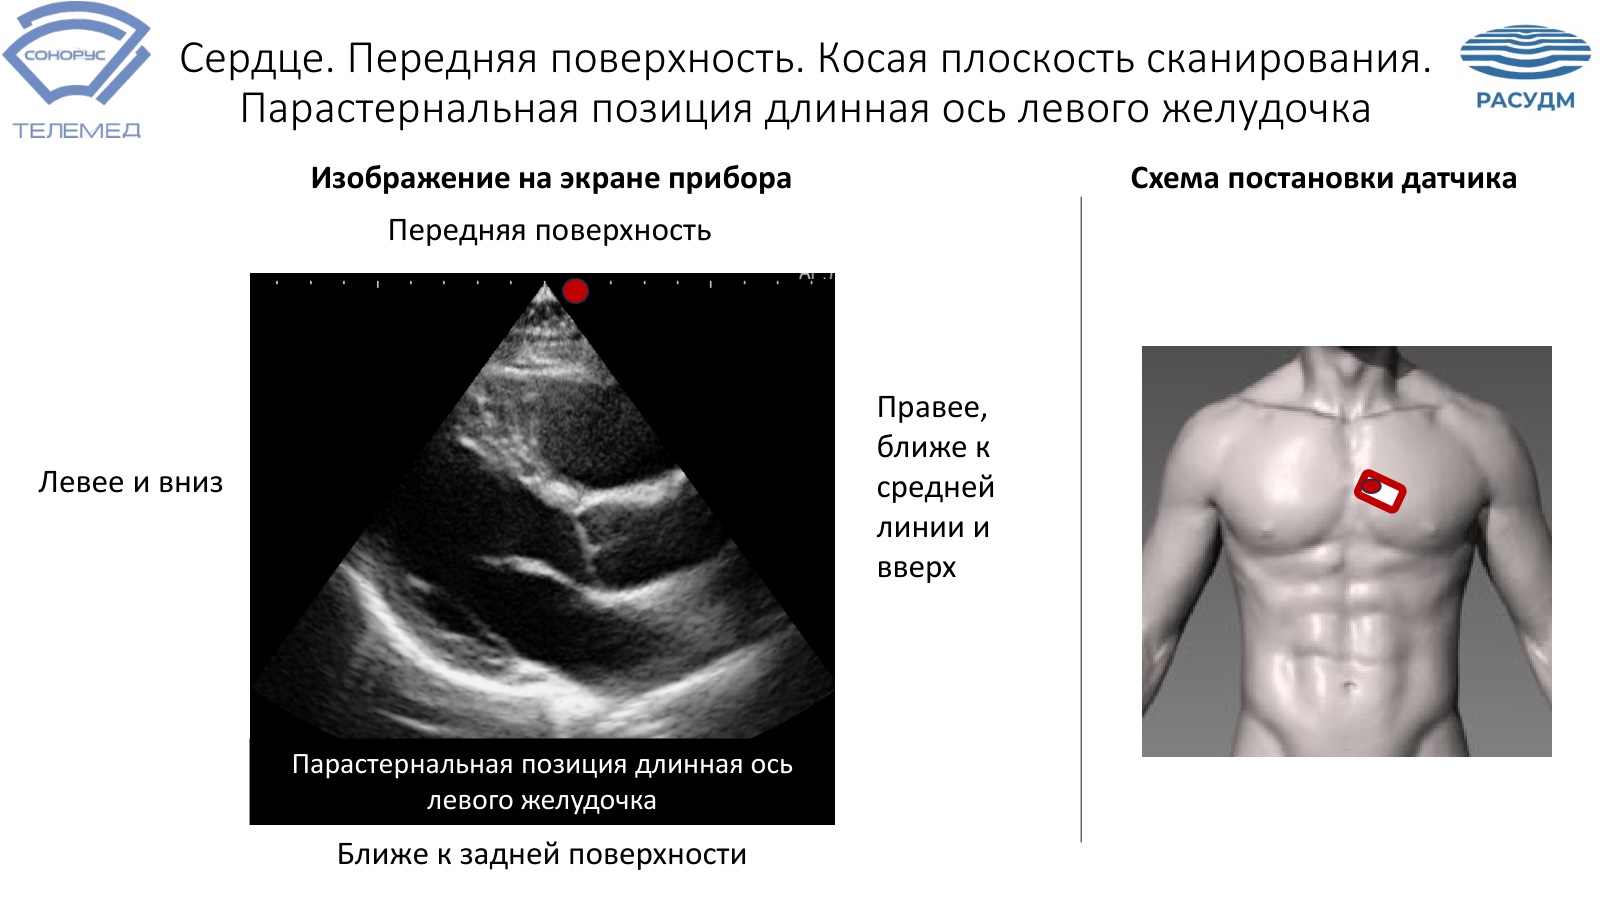 СОНОРУС
ТЕЛЕМЕД
Сердце. Передняя поверхность. Косая плоскость сканирования.
Парастернальная позиция длинная ось левого желудочка
РАСУДМ
Изображение на экране прибора
Схема постановки датчика
Передняя поверхность
Левее и вниз
Правее,
ближе к
средней
линии и
вверх
Парастернальная позиция длинная ось
левого желудочка
Ближе к задней поверхности